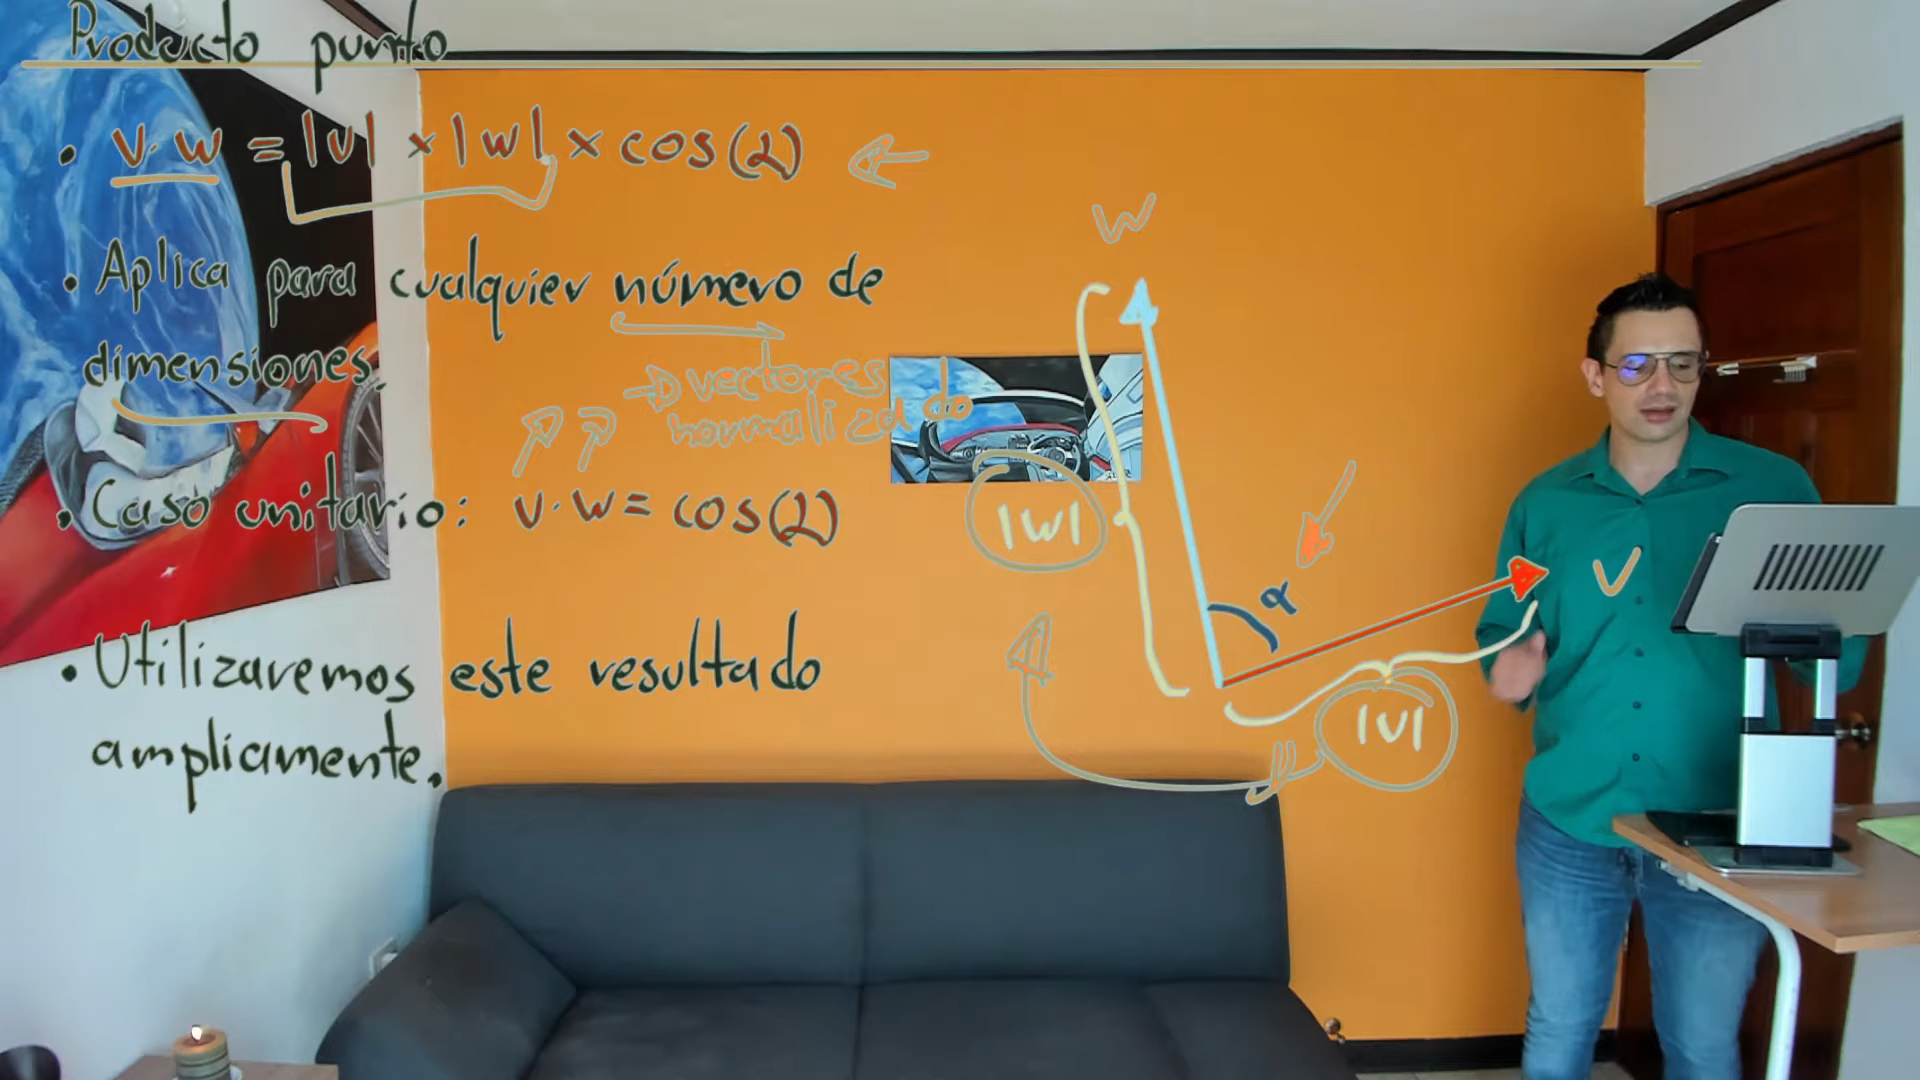 Producto punto
• v·w = |v| × |w| × cos(α)
• Aplica para cualquier número de
dimensiones.
→ vectores
normalizado
• Caso unitario: v·w = cos(α)
• Utilizaremos este resultado
ampliamente.
w
|w|
α
v
|v|